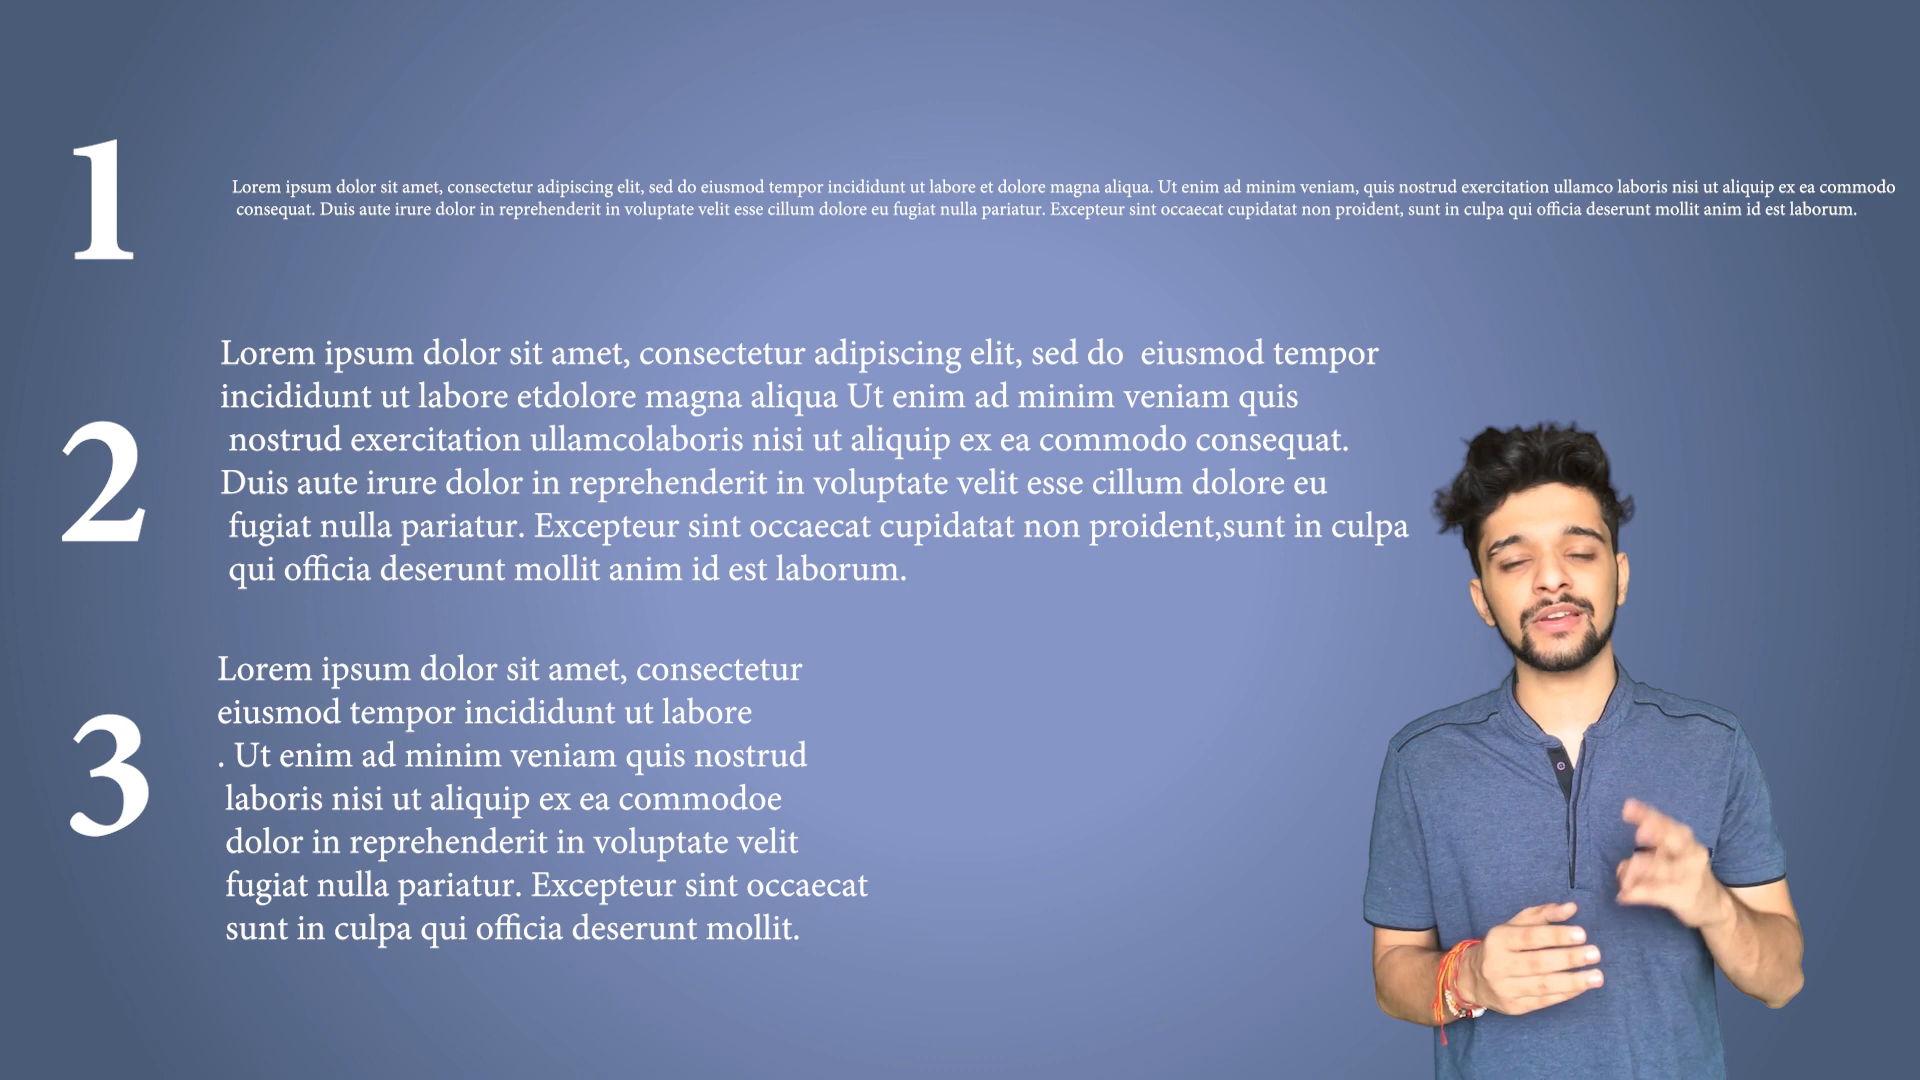 1
Lorem ipsum dolor sit amet, consectetur adipiscing elit, sed do eiusmod tempor incididunt ut labore et dolore magna aliqua. Ut enim ad minim veniam, quis nostrud exercitation ullamco laboris nisi ut aliquip ex ea commodo
consequat. Duis aute irure dolor in reprehenderit in voluptate velit esse cillum dolore eu fugiat nulla pariatur. Excepteur sint occaecat cupidatat non proident, sunt in culpa qui officia deserunt mollit anim id est laborum.
2
Lorem ipsum dolor sit amet, consectetur adipiscing elit, sed do  eiusmod tempor
incididunt ut labore etdolore magna aliqua Ut enim ad minim veniam quis
nostrud exercitation ullamcolaboris nisi ut aliquip ex ea commodo consequat.
Duis aute irure dolor in reprehenderit in voluptate velit esse cillum dolore eu
fugiat nulla pariatur. Excepteur sint occaecat cupidatat non proident,sunt in culpa
qui officia deserunt mollit anim id est laborum.
3
Lorem ipsum dolor sit amet, consectetur
eiusmod tempor incididunt ut labore
. Ut enim ad minim veniam quis nostrud
laboris nisi ut aliquip ex ea commodoe
dolor in reprehenderit in voluptate velit
fugiat nulla pariatur. Excepteur sint occaecat
sunt in culpa qui officia deserunt mollit.